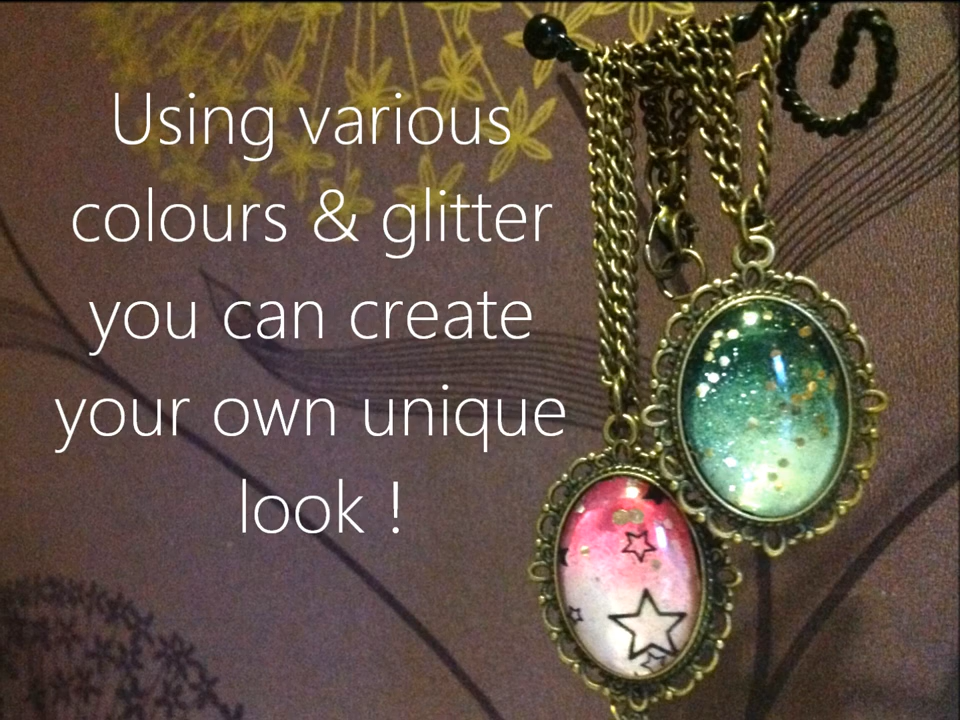 Using various
colours & glitter
you can create
your own unique
look !